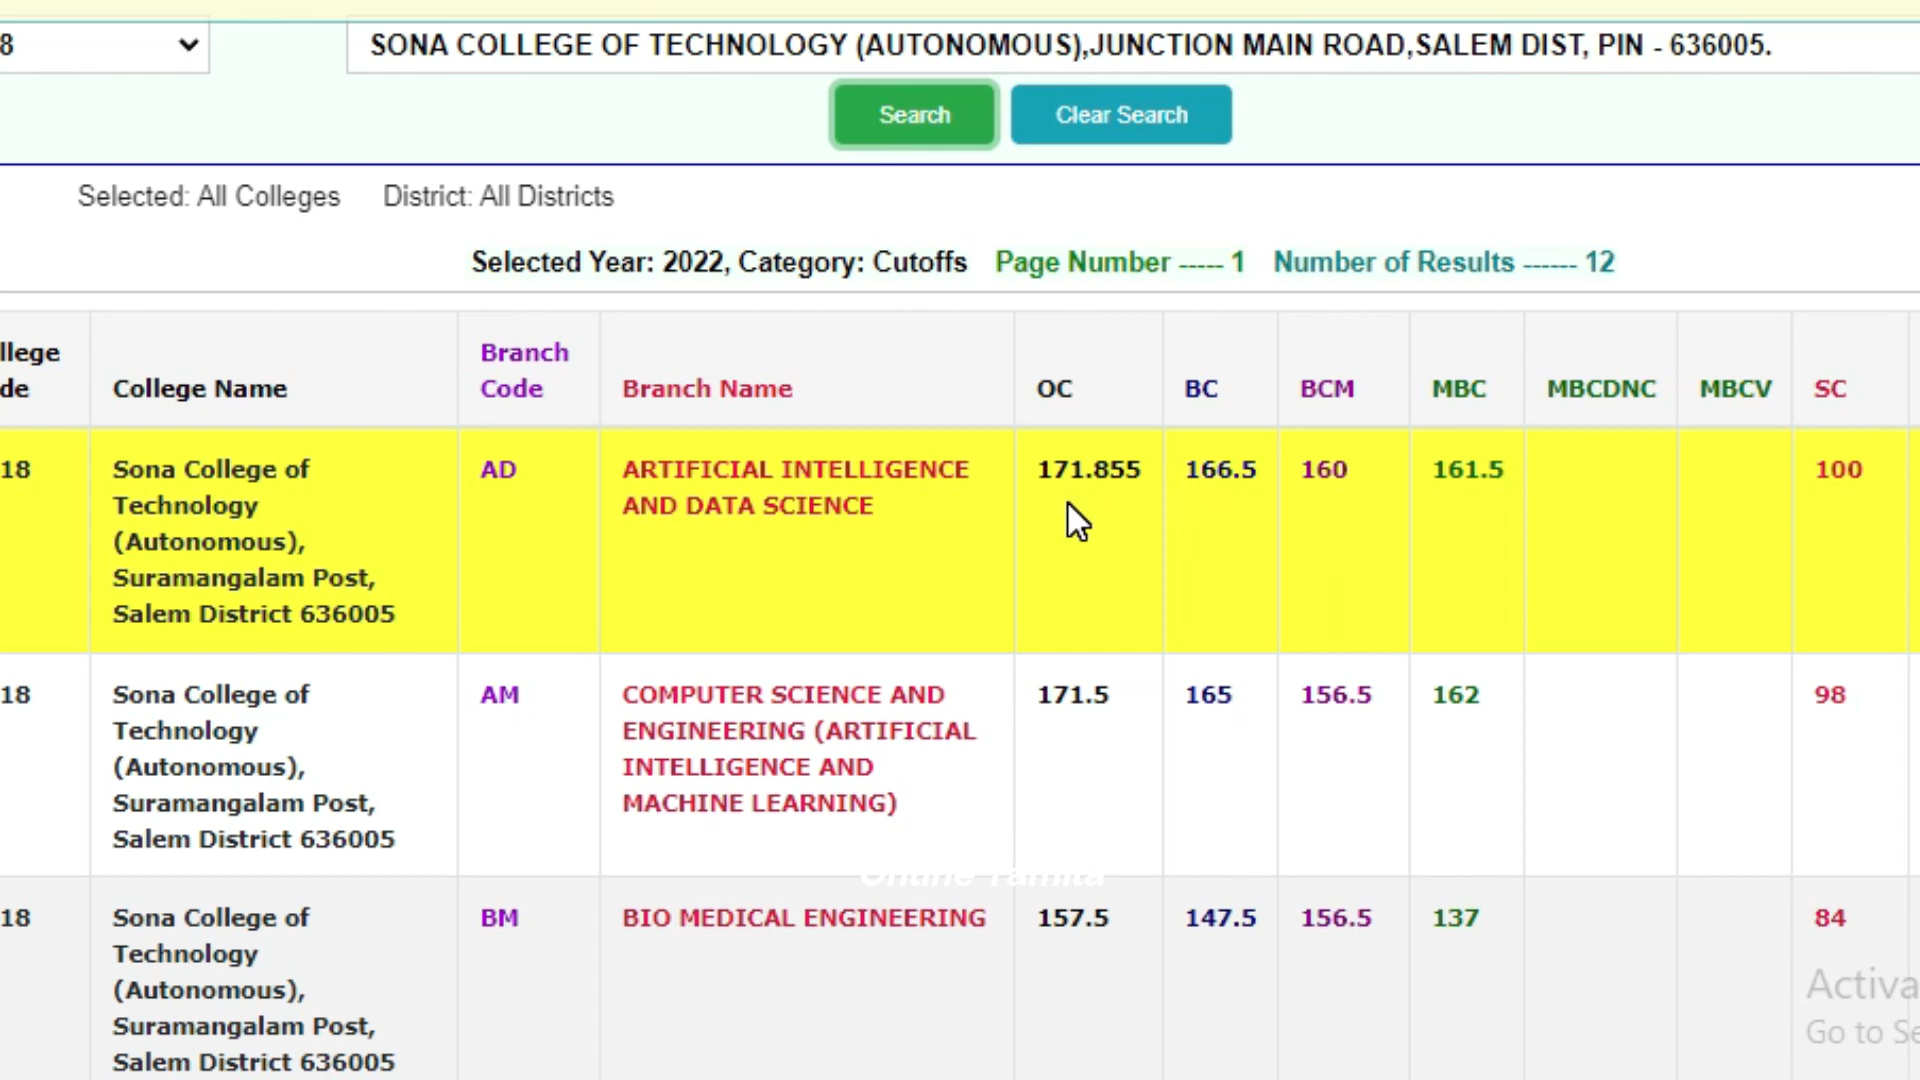 8
SONA COLLEGE OF TECHNOLOGY (AUTONOMOUS),JUNCTION MAIN ROAD,SALEM DIST, PIN - 636005.
Search
Clear Search
Selected: All Colleges
District: All Districts
Selected Year: 2022, Category: Cutoffs
Page Number ----- 1
Number of Results ------ 12
llege
de
College Name
Branch
Code
Branch Name
OC
BC
BCM
MBC
MBCDNC
MBCV
SC
18
Sona College of
Technology
(Autonomous),
Suramangalam Post,
Salem District 636005
AD
ARTIFICIAL INTELLIGENCE
AND DATA SCIENCE
171.855
166.5
160
161.5
100
18
Sona College of
Technology
(Autonomous),
Suramangalam Post,
Salem District 636005
AM
COMPUTER SCIENCE AND
ENGINEERING (ARTIFICIAL
INTELLIGENCE AND
MACHINE LEARNING)
171.5
165
156.5
162
98
18
Sona College of
Technology
(Autonomous),
Suramangalam Post,
Salem District 636005
BM
BIO MEDICAL ENGINEERING
157.5
147.5
156.5
137
84
Activa
Go to Se